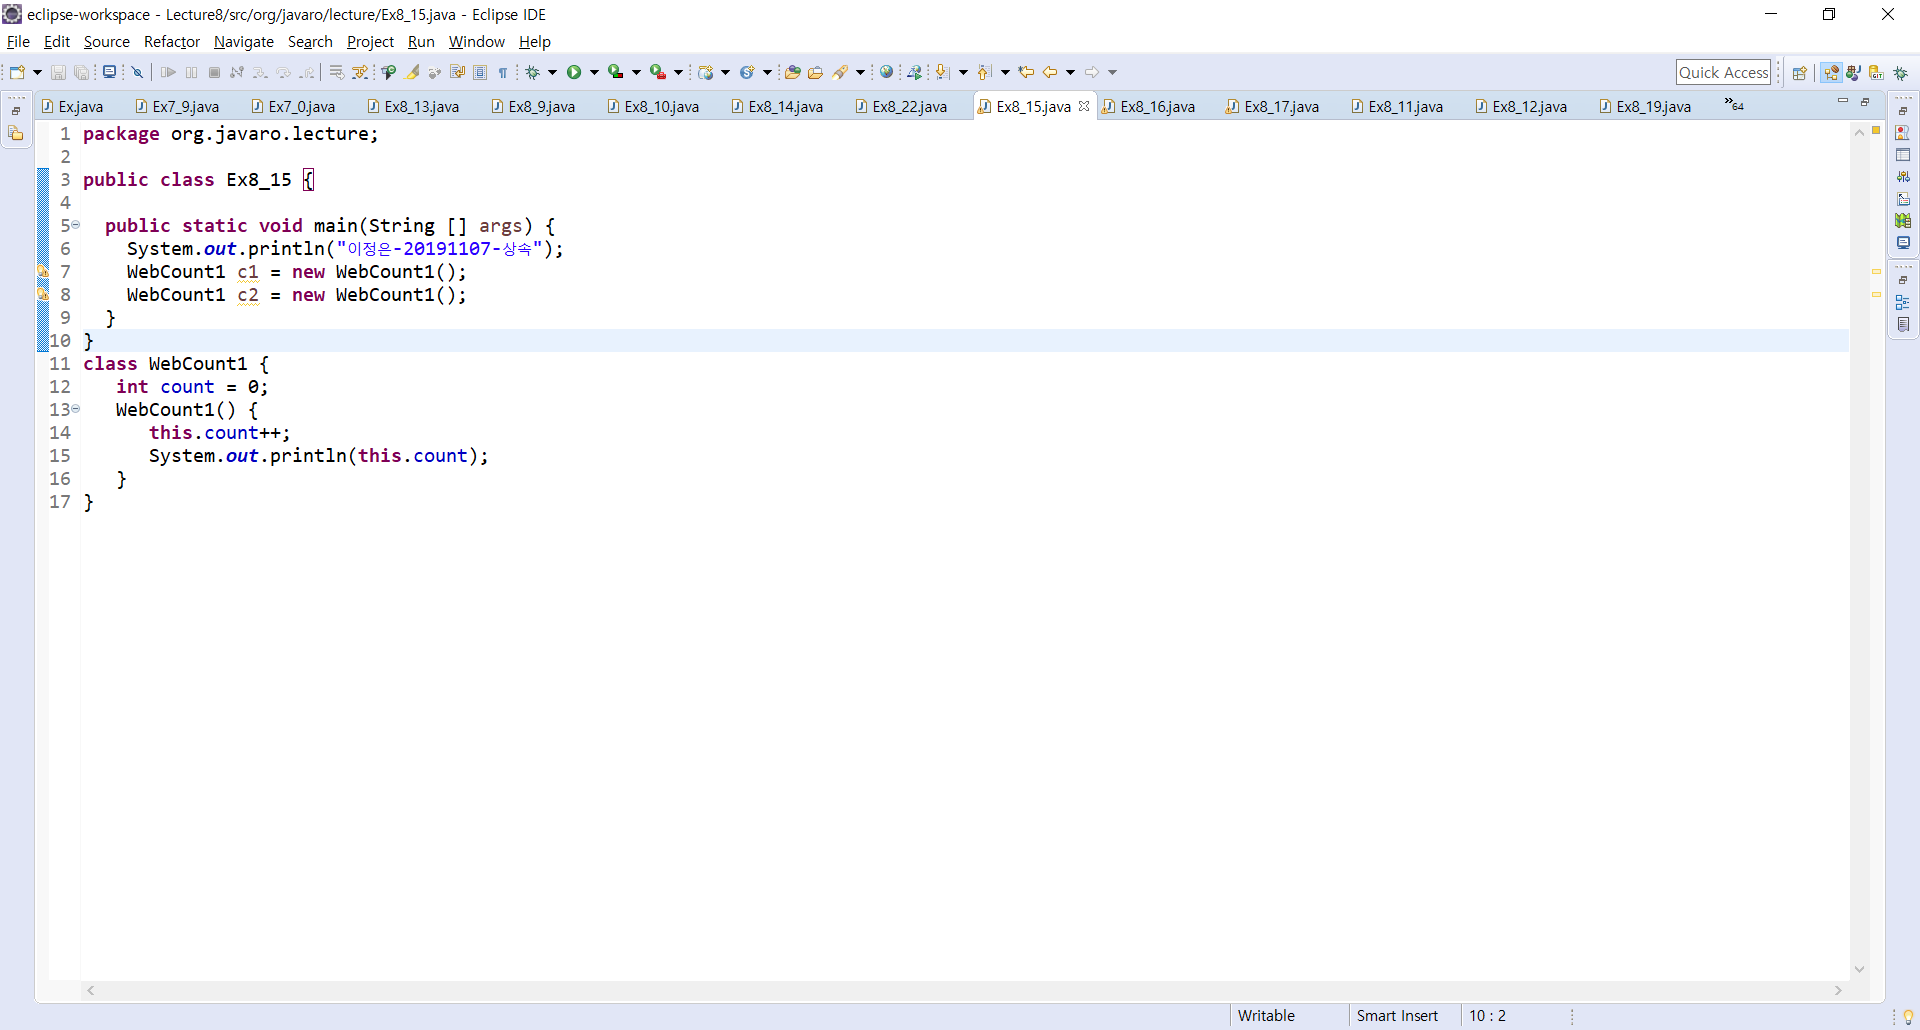 eclipse-workspace - Lecture8/src/org/javaro/lecture/Ex8_15.java - Eclipse IDE
File Edit Source Refactor Navigate Search Project Run Window Help
Quick Access
Ex.java Ex7_9.java Ex7_0.java Ex8_13.java Ex8_9.java Ex8_10.java Ex8_14.java Ex8_22.java Ex8_15.java Ex8_16.java Ex8_17.java Ex8_11.java Ex8_12.java Ex8_19.java »64
1 package org.javaro.lecture;
2
3 public class Ex8_15 {
4
5 public static void main(String [] args) {
6 System.out.println("이정은-20191107-상속");
7 WebCount1 c1 = new WebCount1();
8 WebCount1 c2 = new WebCount1();
9 }
10 }
11 class WebCount1 {
12 int count = 0;
13 WebCount1() {
14 this.count++;
15 System.out.println(this.count);
16 }
17 }
Writable Smart Insert 10 : 2